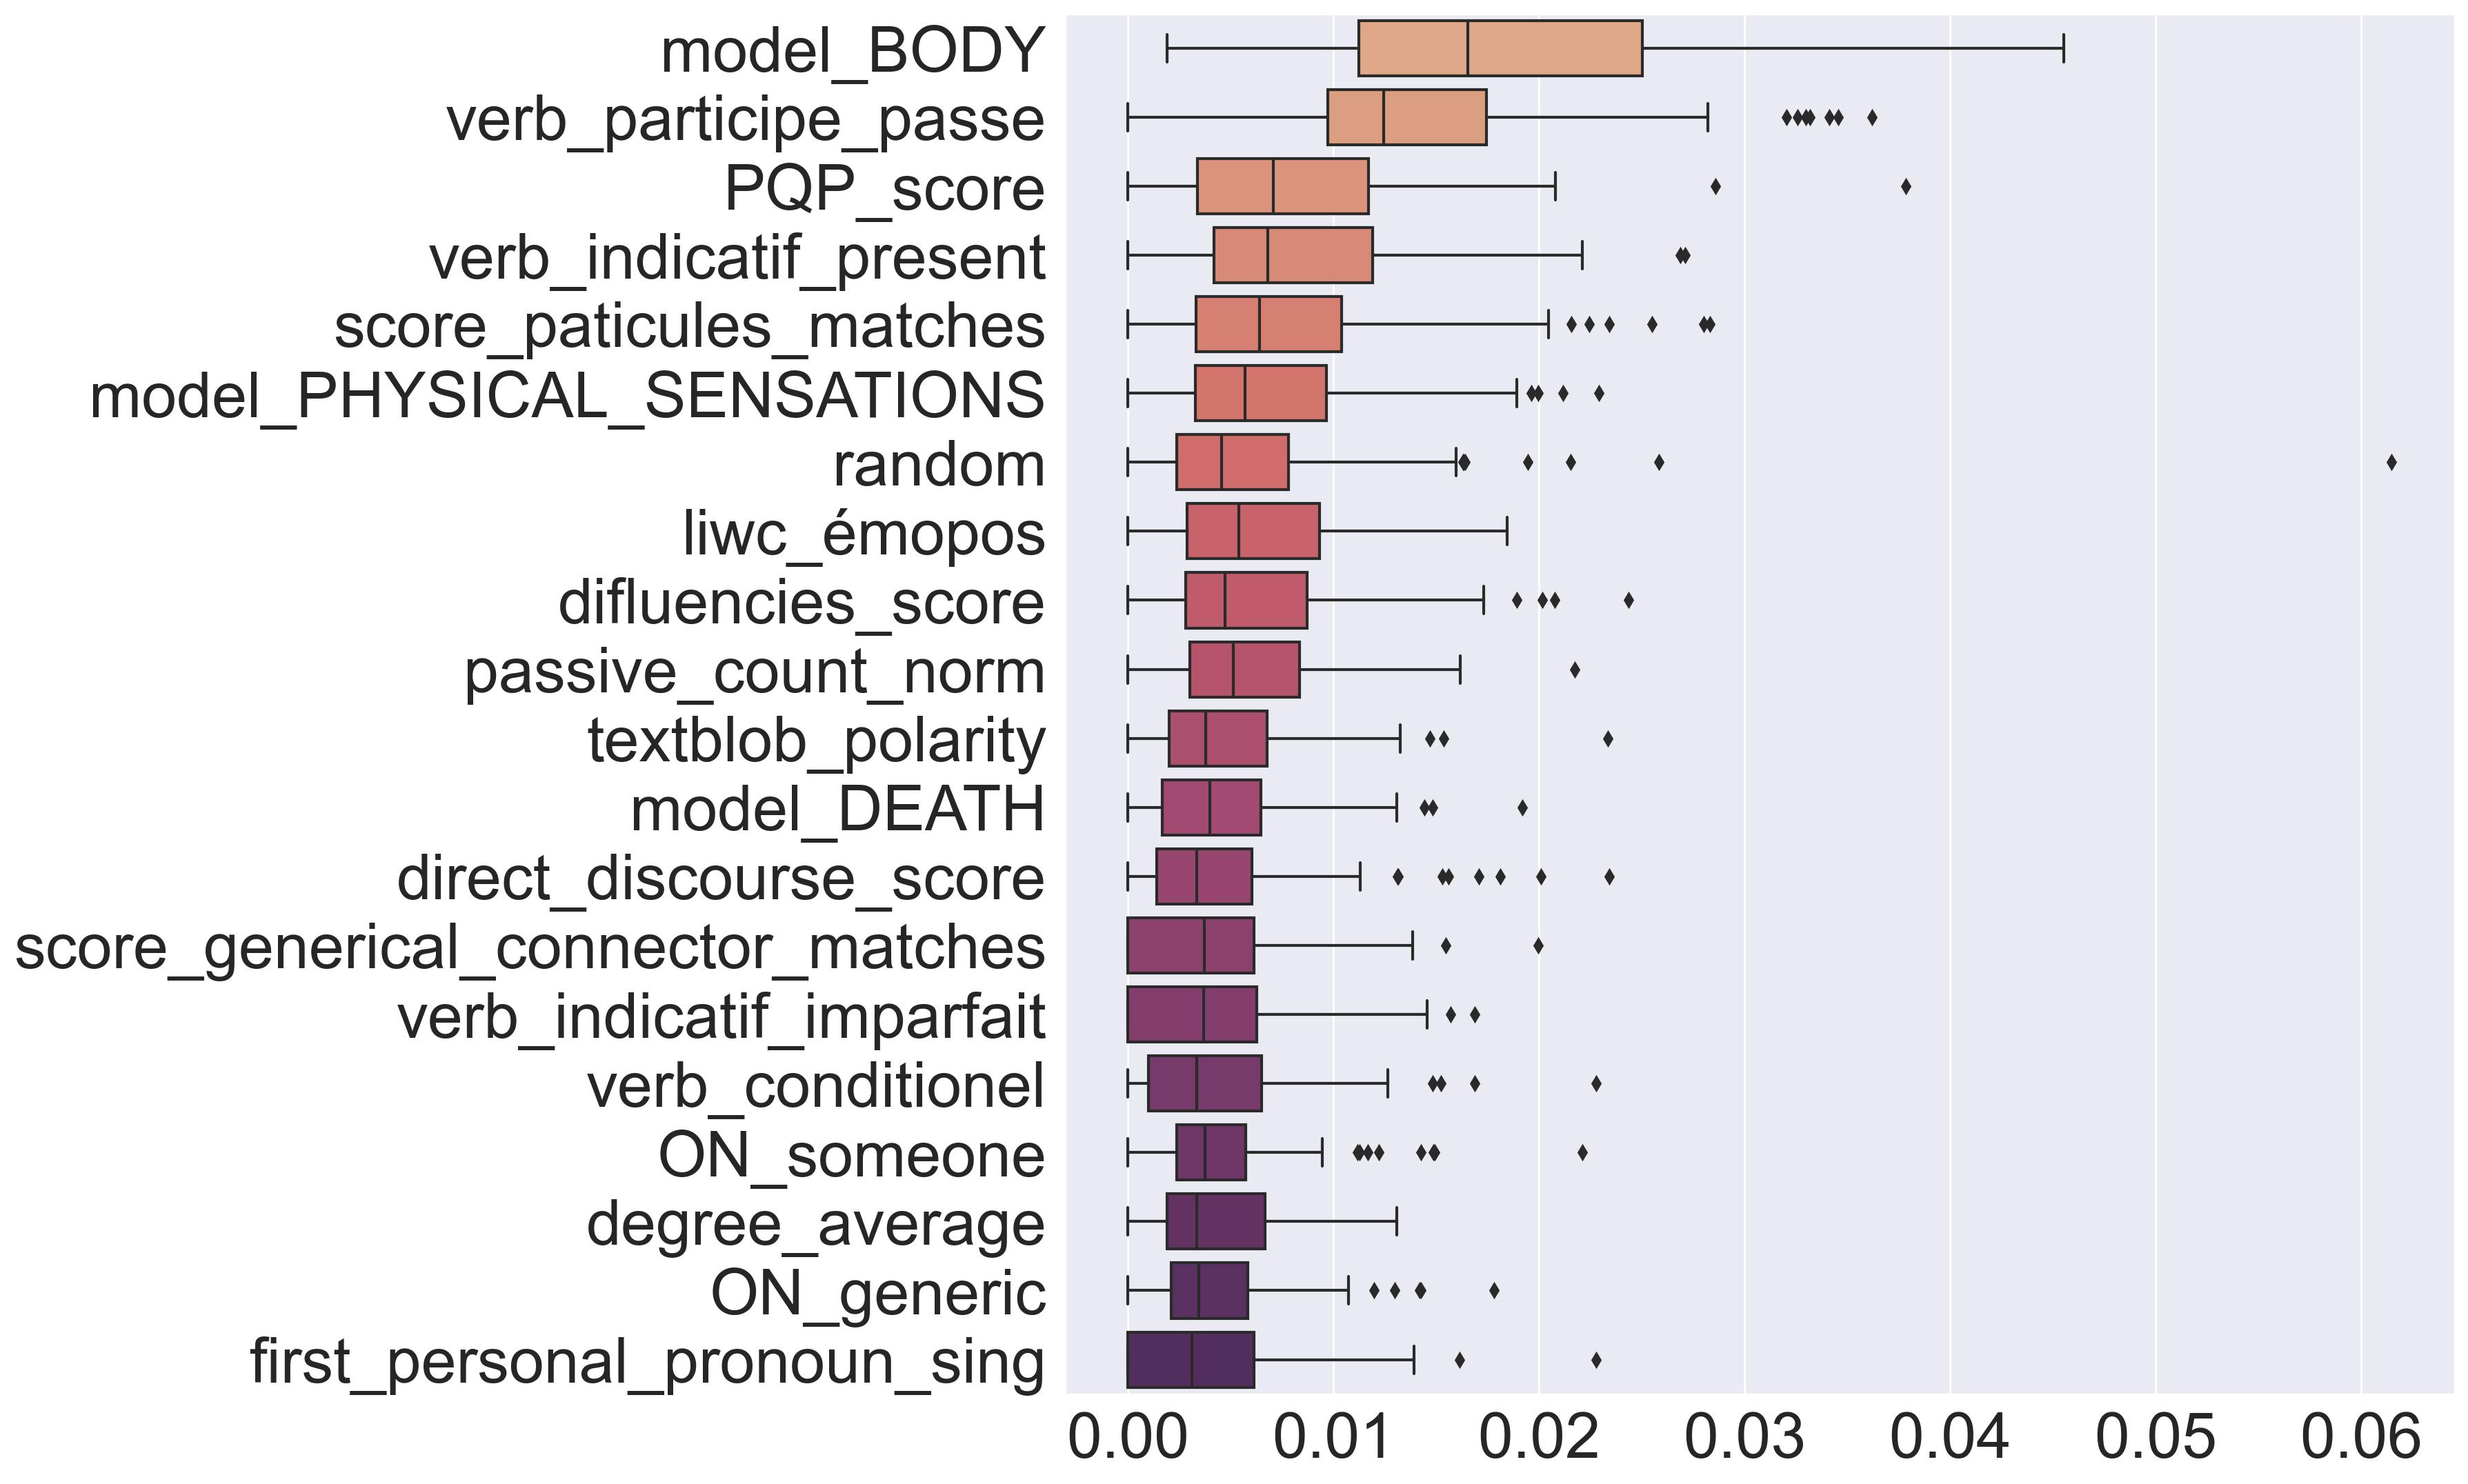 model_BODY
verb_participe_passe
PQP_score
verb_indicatif_present
score_paticules_matches
model_PHYSICAL_SENSATIONS
random
liwc_émopos
difluencies_score
passive_count_norm
textblob_polarity
model_DEATH
direct_discourse_score
score_generical_connector_matches
verb_indicatif_imparfait
verb_conditionel
ON_someone
degree_average
ON_generic
first_personal_pronoun_sing
0.00 0.01 0.02 0.03 0.04 0.05 0.06